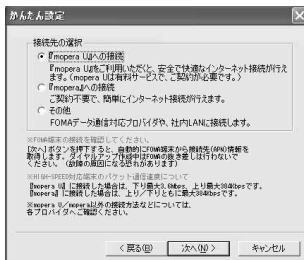 かんたん設定
接続先の選択
『mopera U』への接続
『mopera U』をご利用いただくと、安全で快適なインターネット接続が行え
ます。(mopera Uは有料サービスで、ご契約が必要です。)
『mopera』への接続
ご契約不要で、簡単にインターネット接続が行えます。
その他
FOMAデータ通信対応プロバイダや、社内LANに接続します。
※FOMA端末の接続を確認してください。
[次へ]ボタンを押下すると、自動的にFOMA端末から接続先(APN)情報を
取得します。ダイヤルアップ作成中はFOMAの抜き差しは行わないで
ください。(故障の原因になる恐れがあります)
※HIGH-SPEED対応端末のパケット通信速度について
『mopera U』に接続した場合は、下り最大3.6Mbps、上り最大384kbpsです。
『mopera』に接続した場合は、上り/下りともに最大384kbpsです。
※mopera U/mopera以外の接続方法などについては、
各プロバイダへご確認ください。
< 戻る(B)
次へ(N) >
キャンセル